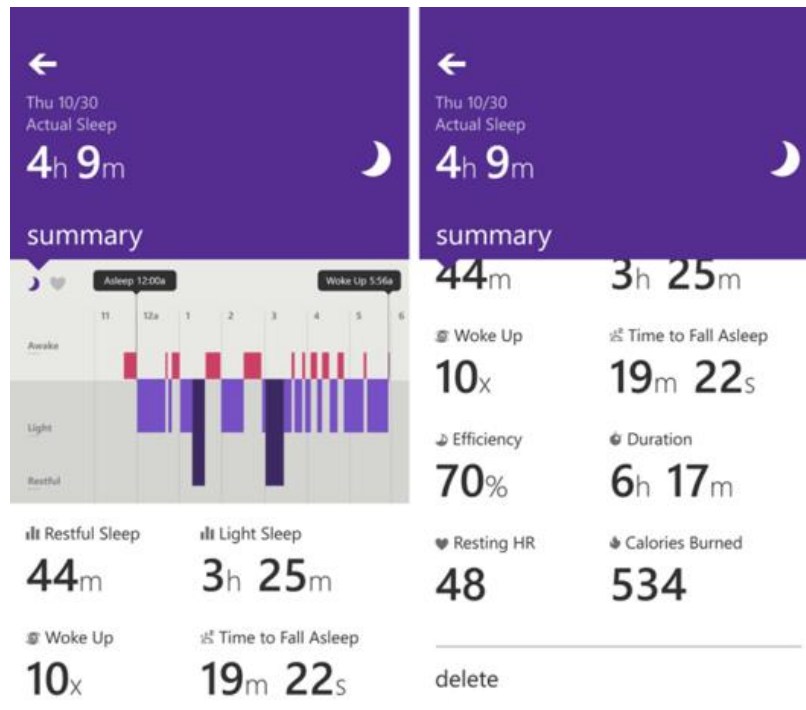 Thu 10/30
Actual Sleep
4h 9m
summary
Asleep 12:00a
Woke Up 5:56a
11 12a 1 2 3 4 5 6
Awake
Light
Restful
Restful Sleep Light Sleep
44m 3h 25m
Woke Up Time to Fall Asleep
10x 19m 22s
Thu 10/30
Actual Sleep
4h 9m
summary
44m 3h 25m
Woke Up Time to Fall Asleep
10x 19m 22s
Efficiency Duration
70% 6h 17m
Resting HR Calories Burned
48 534
delete